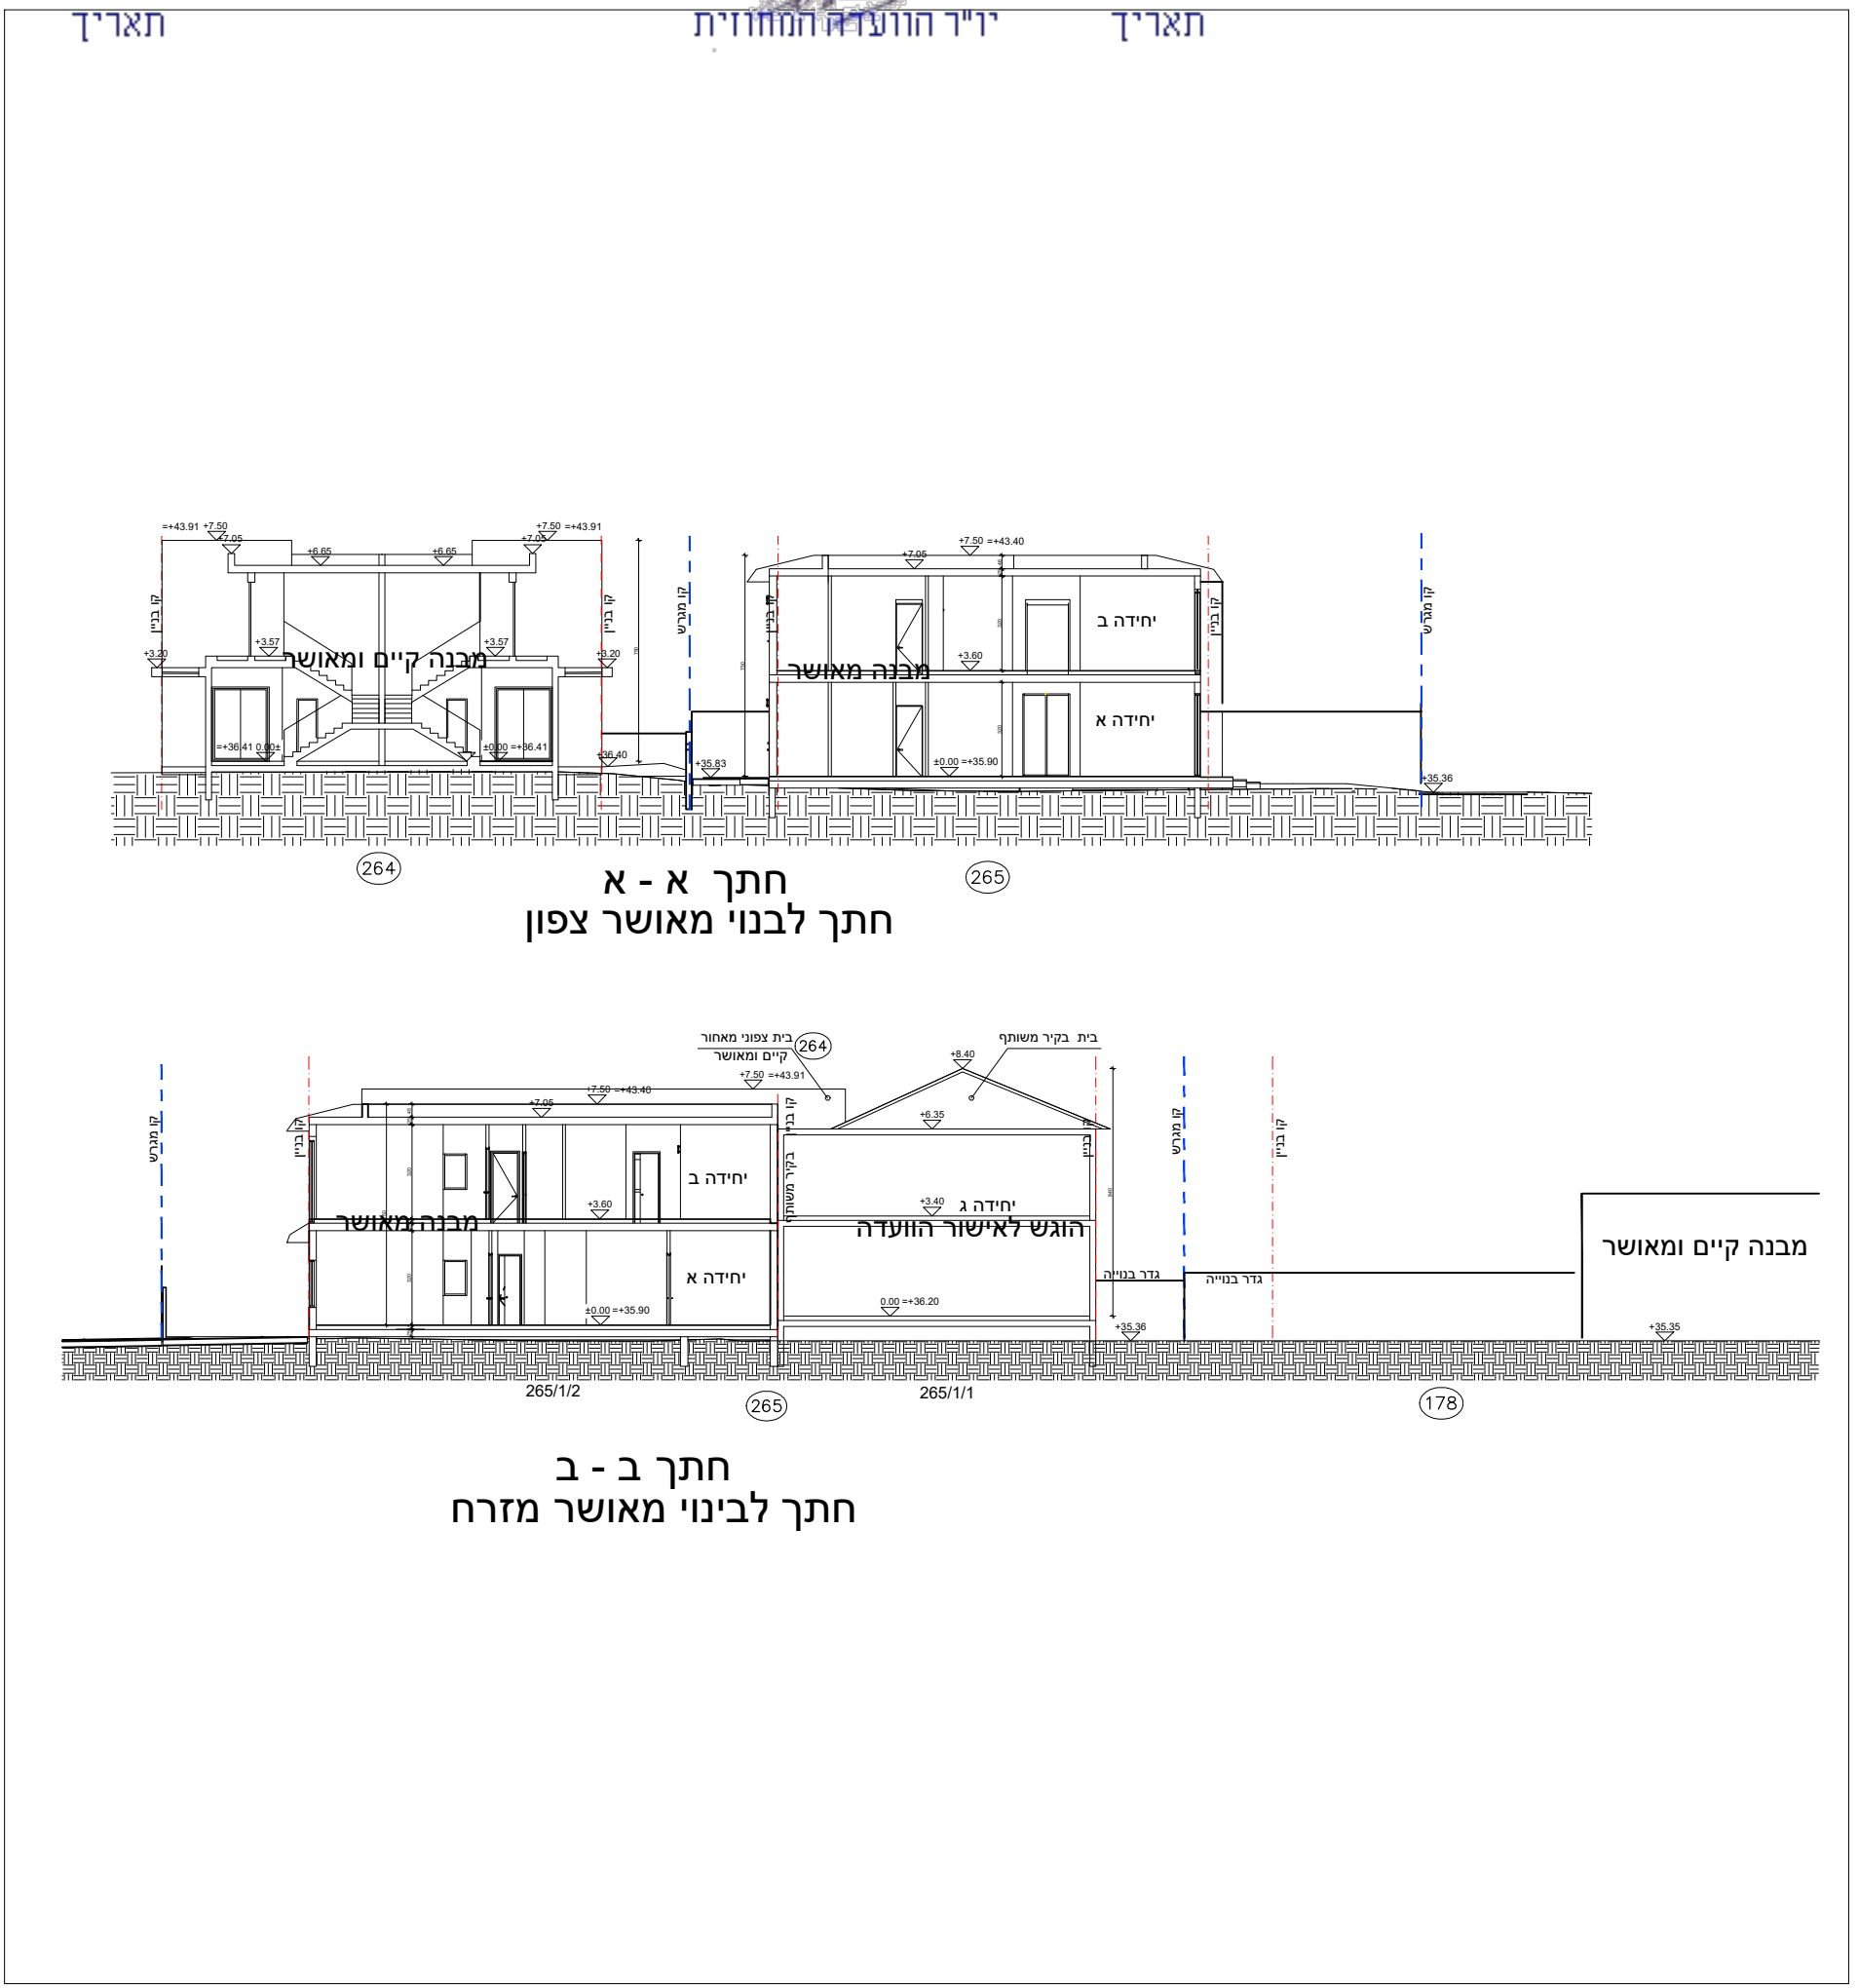 תאריך יו"ר הוועדה המחוזית תאריך
=+43.91 +7.50
+7.50 =+43.91
+7.05
+7.05
+6.65
+6.65
קו בניין
קו בניין
קו מגרש
+3.57
+3.57
+3.20
+3.20
מבנה קיים ומאושר
=+36.41 0.00±
±0.00 =+36.41
+36.40
+35.83
+7.50 =+43.40
+7.05
קו בניין
קו בניין
קו מגרש
יחידה ב
+3.60
מבנה מאושר
יחידה א
±0.00 =+35.90
+35.36
264
265
חתך א - א
חתך לבנוי מאושר צפון
בית צפוני מאחור
קיים ומאושר
264
בית בקיר משותף
+7.50 =+43.91
+8.40
+7.50 =+43.40
+7.05
+6.35
קו מגרש
קו בניין
קו בניין
בקיר משותף
קו בניין
קו מגרש
קו בניין
יחידה ב
+3.60
מבנה מאושר
+3.40
יחידה ג
הוגש לאישור הוועדה
מבנה קיים ומאושר
יחידה א
גדר בנוייה
גדר בנוייה
±0.00 =+35.90
0.00 =+36.20
+35.36
+35.35
265/1/2
265
265/1/1
178
חתך ב - ב
חתך לבינוי מאושר מזרח